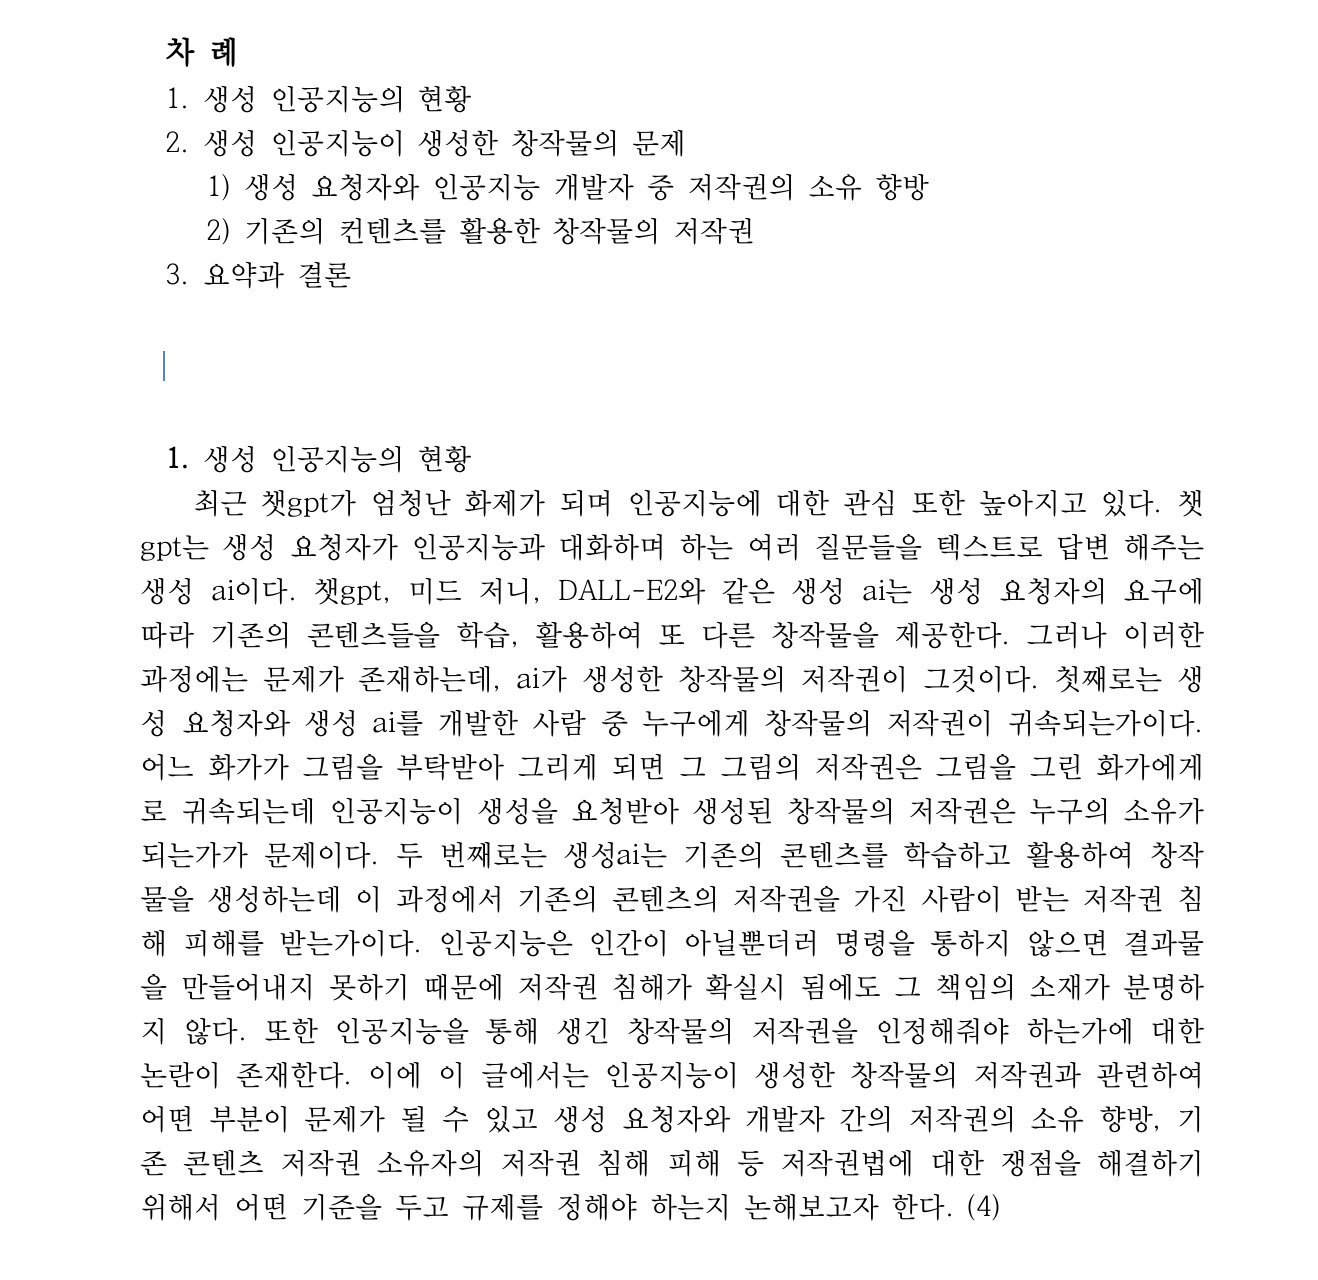 차 례
1. 생성 인공지능의 현황
2. 생성 인공지능이 생성한 창작물의 문제
1) 생성 요청자와 인공지능 개발자 중 저작권의 소유 향방
2) 기존의 컨텐츠를 활용한 창작물의 저작권
3. 요약과 결론
1. 생성 인공지능의 현황
최근 챗gpt가 엄청난 화제가 되며 인공지능에 대한 관심 또한 높아지고 있다. 챗
gpt는 생성 요청자가 인공지능과 대화하며 하는 여러 질문들을 텍스트로 답변 해주는
생성 ai이다. 챗gpt, 미드 저니, DALL-E2와 같은 생성 ai는 생성 요청자의 요구에
따라 기존의 콘텐츠들을 학습, 활용하여 또 다른 창작물을 제공한다. 그러나 이러한
과정에는 문제가 존재하는데, ai가 생성한 창작물의 저작권이 그것이다. 첫째로는 생
성 요청자와 생성 ai를 개발한 사람 중 누구에게 창작물의 저작권이 귀속되는가이다.
어느 화가가 그림을 부탁받아 그리게 되면 그 그림의 저작권은 그림을 그린 화가에게
로 귀속되는데 인공지능이 생성을 요청받아 생성된 창작물의 저작권은 누구의 소유가
되는가가 문제이다. 두 번째로는 생성ai는 기존의 콘텐츠를 학습하고 활용하여 창작
물을 생성하는데 이 과정에서 기존의 콘텐츠의 저작권을 가진 사람이 받는 저작권 침
해 피해를 받는가이다. 인공지능은 인간이 아닐뿐더러 명령을 통하지 않으면 결과물
을 만들어내지 못하기 때문에 저작권 침해가 확실시 됨에도 그 책임의 소재가 분명하
지 않다. 또한 인공지능을 통해 생긴 창작물의 저작권을 인정해줘야 하는가에 대한
논란이 존재한다. 이에 이 글에서는 인공지능이 생성한 창작물의 저작권과 관련하여
어떤 부분이 문제가 될 수 있고 생성 요청자와 개발자 간의 저작권의 소유 향방, 기
존 콘텐츠 저작권 소유자의 저작권 침해 피해 등 저작권법에 대한 쟁점을 해결하기
위해서 어떤 기준을 두고 규제를 정해야 하는지 논해보고자 한다. (4)